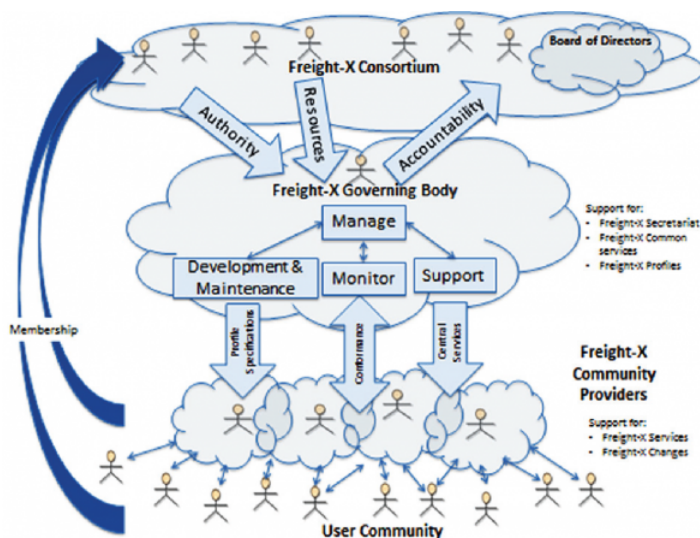 Board of Directors
Freight-X Consortium
Authority
Resources
Accountability
Freight-X Governing Body
Manage
Development &
Maintenance
Monitor
Support
Support for:
• Freight-X Secretariat
• Freight-X Common
services
• Freight-X Profiles
Membership
Profile
Specifications
Conformance
Central
Services
Freight-X
Community
Providers
Support for:
• Freight-X Services
• Freight-X Changes
User Community